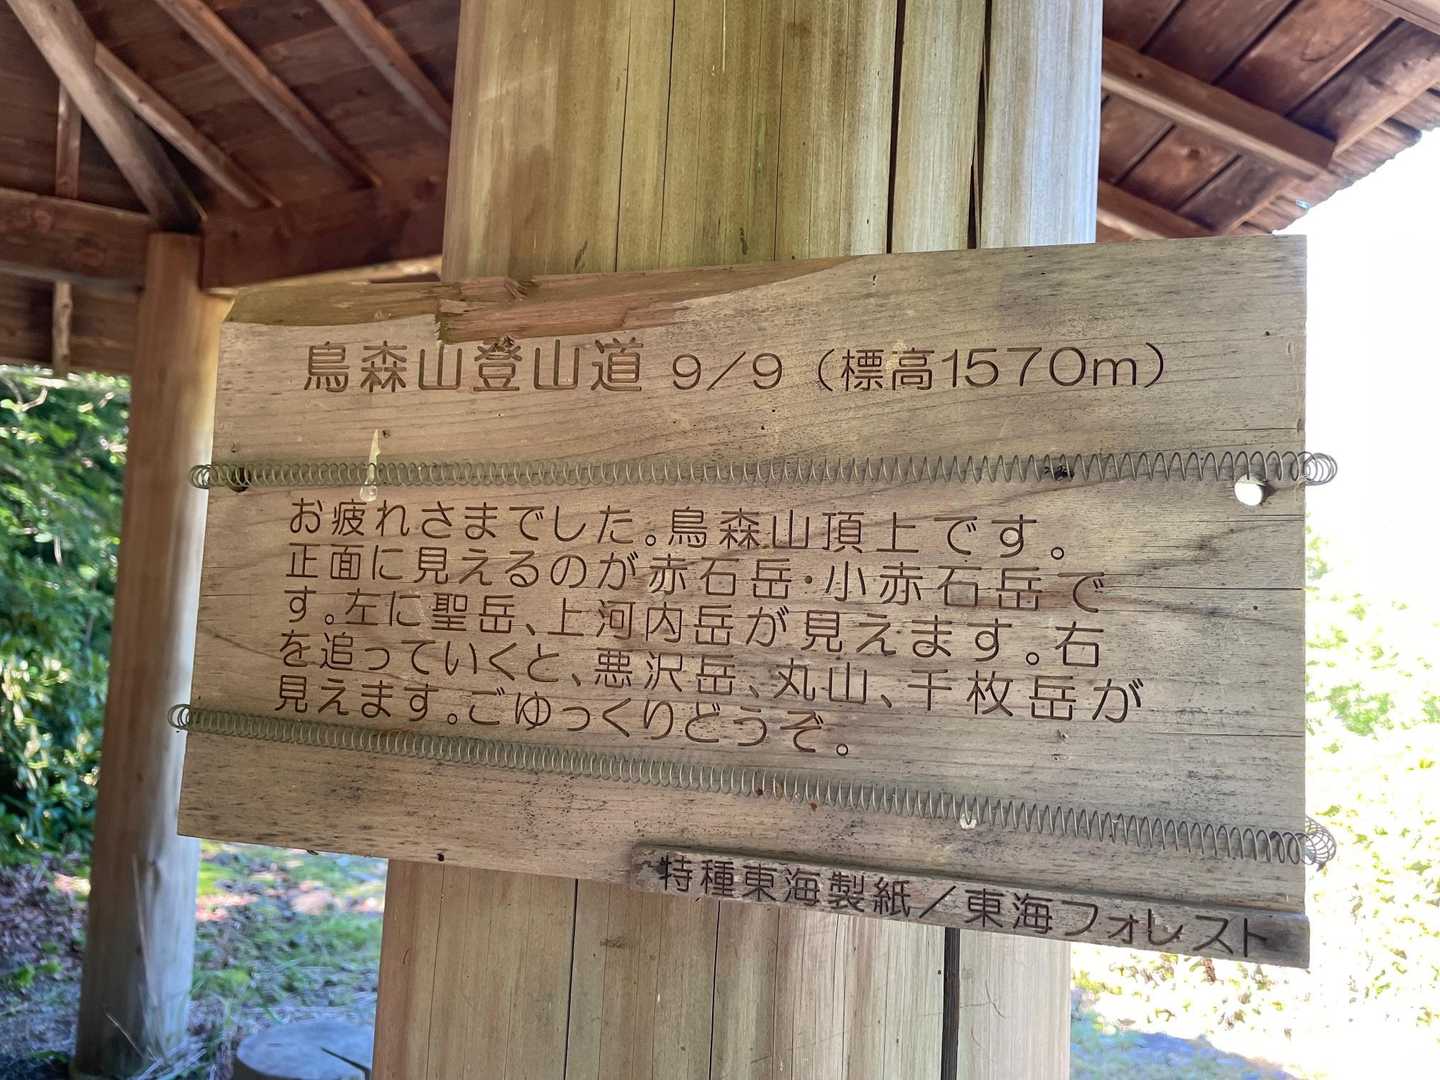 鳥森山登山道 9/9（標高1570m）
お疲れさまでした。鳥森山頂上です。
正面に見えるのが赤石岳・小赤石岳で
す。左に聖岳、上河内岳が見えます。右
を追っていくと、悪沢岳、丸山、千枚岳が
見えます。ごゆっくりどうぞ。
特種東海製紙／東海フォレスト